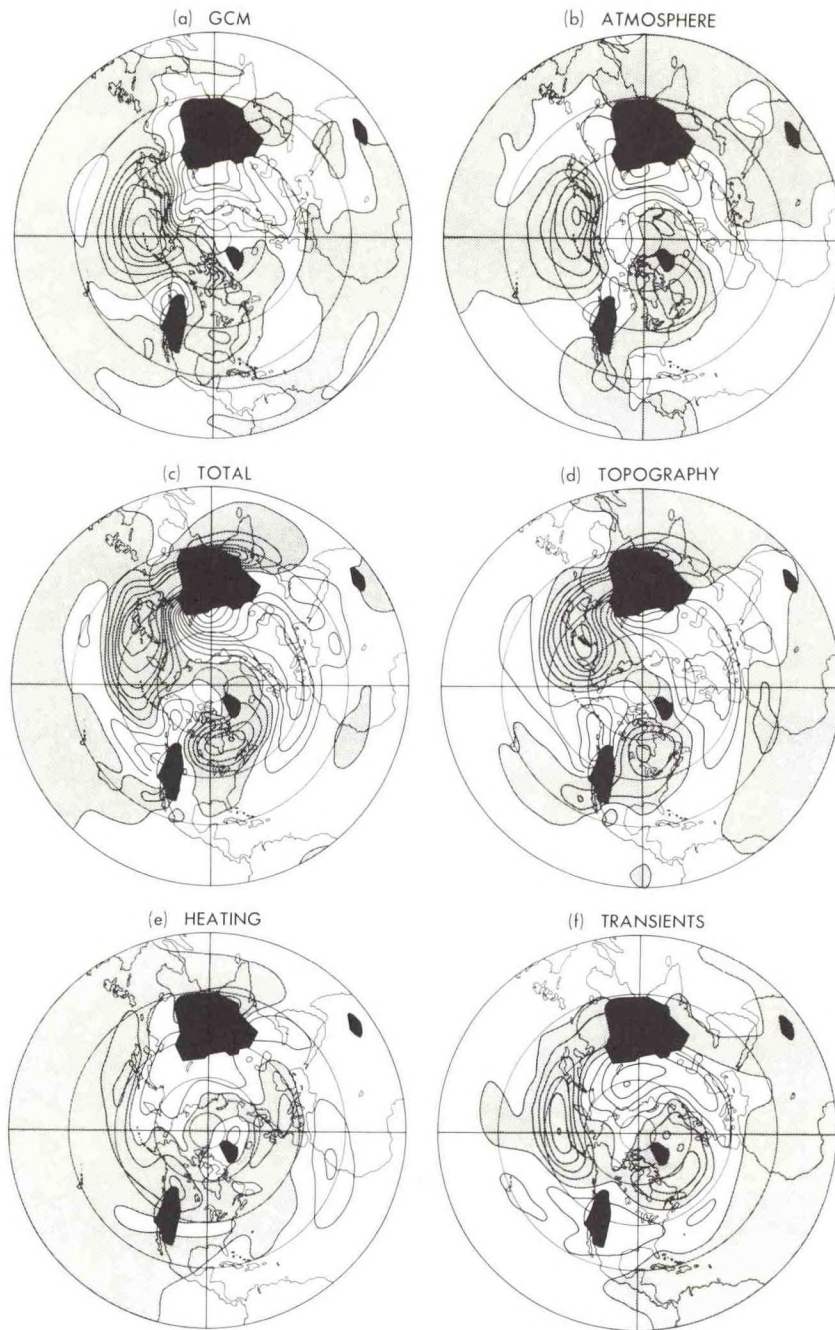 (a) GCM
(b) ATMOSPHERE
(c) TOTAL
(d) TOPOGRAPHY
(e) HEATING
(f) TRANSIENTS